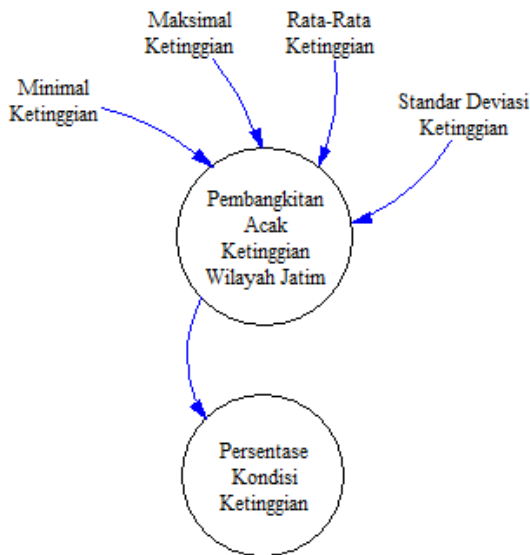 Maksimal
Ketinggian
Rata-Rata
Ketinggian
Minimal
Ketinggian
Standar Deviasi
Ketinggian
Pembangkitan
Acak
Ketinggian
Wilayah Jatim
Persentase
Kondisi
Ketinggian